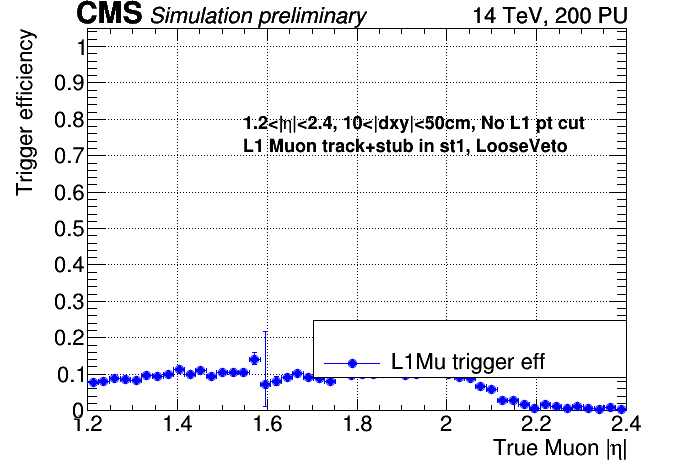 CMS Simulation preliminary 14 TeV, 200 PU
Trigger efficiency
1
0.9
0.8
1.2<|η|<2.4, 10<|dxy|<50cm, No L1 pt cut
L1 Muon track+stub in st1, LooseVeto
0.7
0.6
0.5
0.4
0.3
0.2
L1Mu trigger eff
0.1
0
1.2 1.4 1.6 1.8 2 2.2 2.4
True Muon |η|